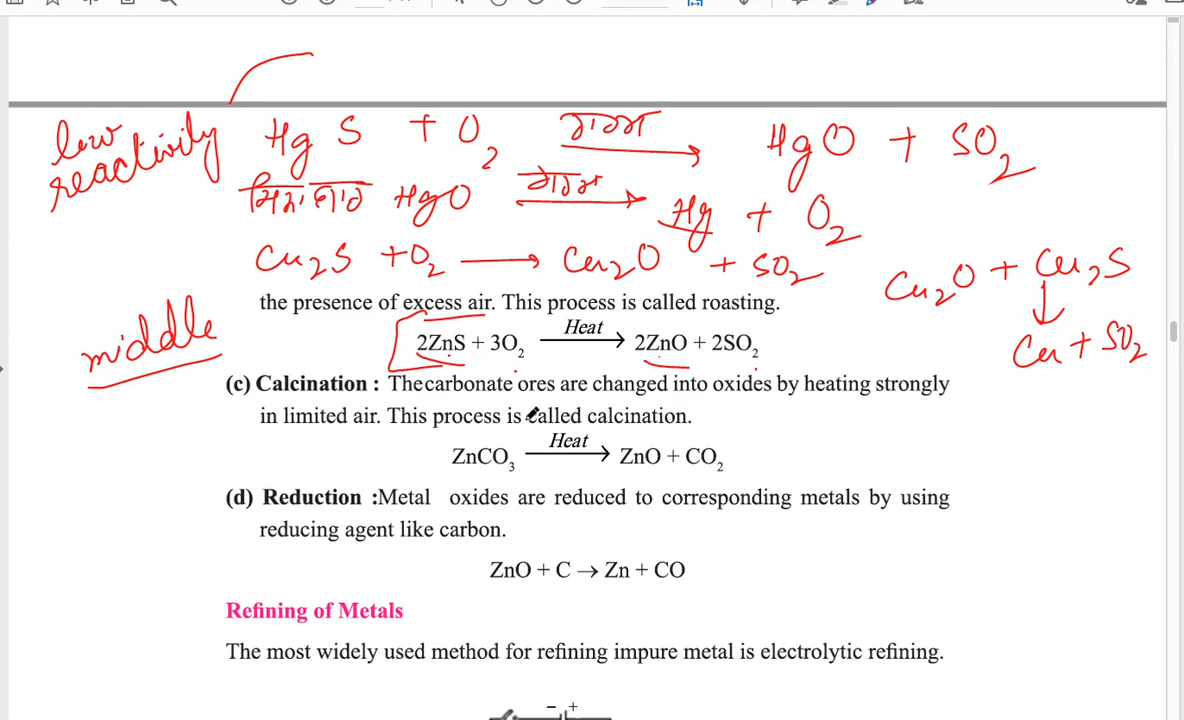 low reactivity HgS + O2 गरम → HgO + SO2
HgO गरम → Hg + O2
Cu2S + O2 → Cu2O + SO2
Cu2O + Cu2S
↓
Cu + SO2
the presence of excess air. This process is called roasting.
middle
2ZnS + 3O2 Heat → 2ZnO + 2SO2
(c) Calcination : The carbonate ores are changed into oxides by heating strongly
in limited air. This process is called calcination.
ZnCO3 Heat → ZnO + CO2
(d) Reduction :Metal oxides are reduced to corresponding metals by using
reducing agent like carbon.
ZnO + C → Zn + CO
Refining of Metals
The most widely used method for refining impure metal is electrolytic refining.
− +